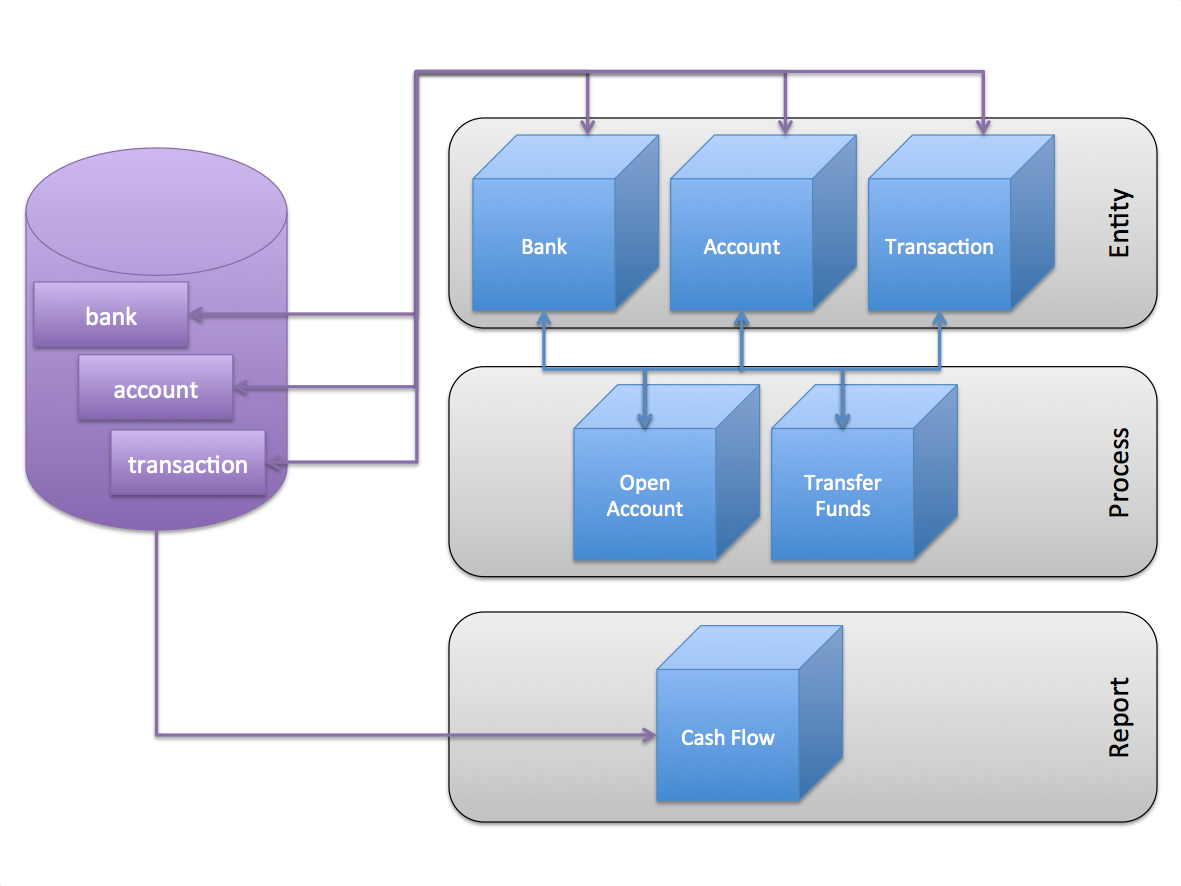 bank
account
transaction
Bank
Account
Transaction
Entity
Open
Account
Transfer
Funds
Process
Cash Flow
Report